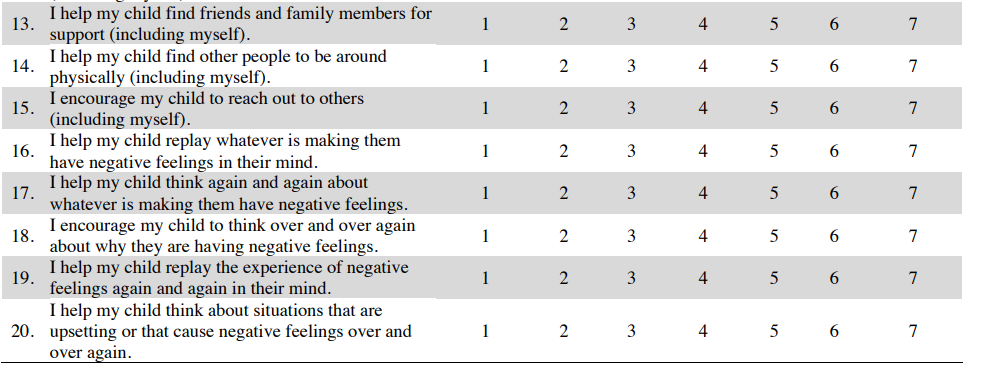 13. I help my child find friends and family members for
support (including myself). 1 2 3 4 5 6 7
14. I help my child find other people to be around
physically (including myself). 1 2 3 4 5 6 7
15. I encourage my child to reach out to others
(including myself). 1 2 3 4 5 6 7
16. I help my child replay whatever is making them
have negative feelings in their mind. 1 2 3 4 5 6 7
17. I help my child think again and again about
whatever is making them have negative feelings. 1 2 3 4 5 6 7
18. I encourage my child to think over and over again
about why they are having negative feelings. 1 2 3 4 5 6 7
19. I help my child replay the experience of negative
feelings again and again in their mind. 1 2 3 4 5 6 7
20. I help my child think about situations that are
upsetting or that cause negative feelings over and 1 2 3 4 5 6 7
over again.